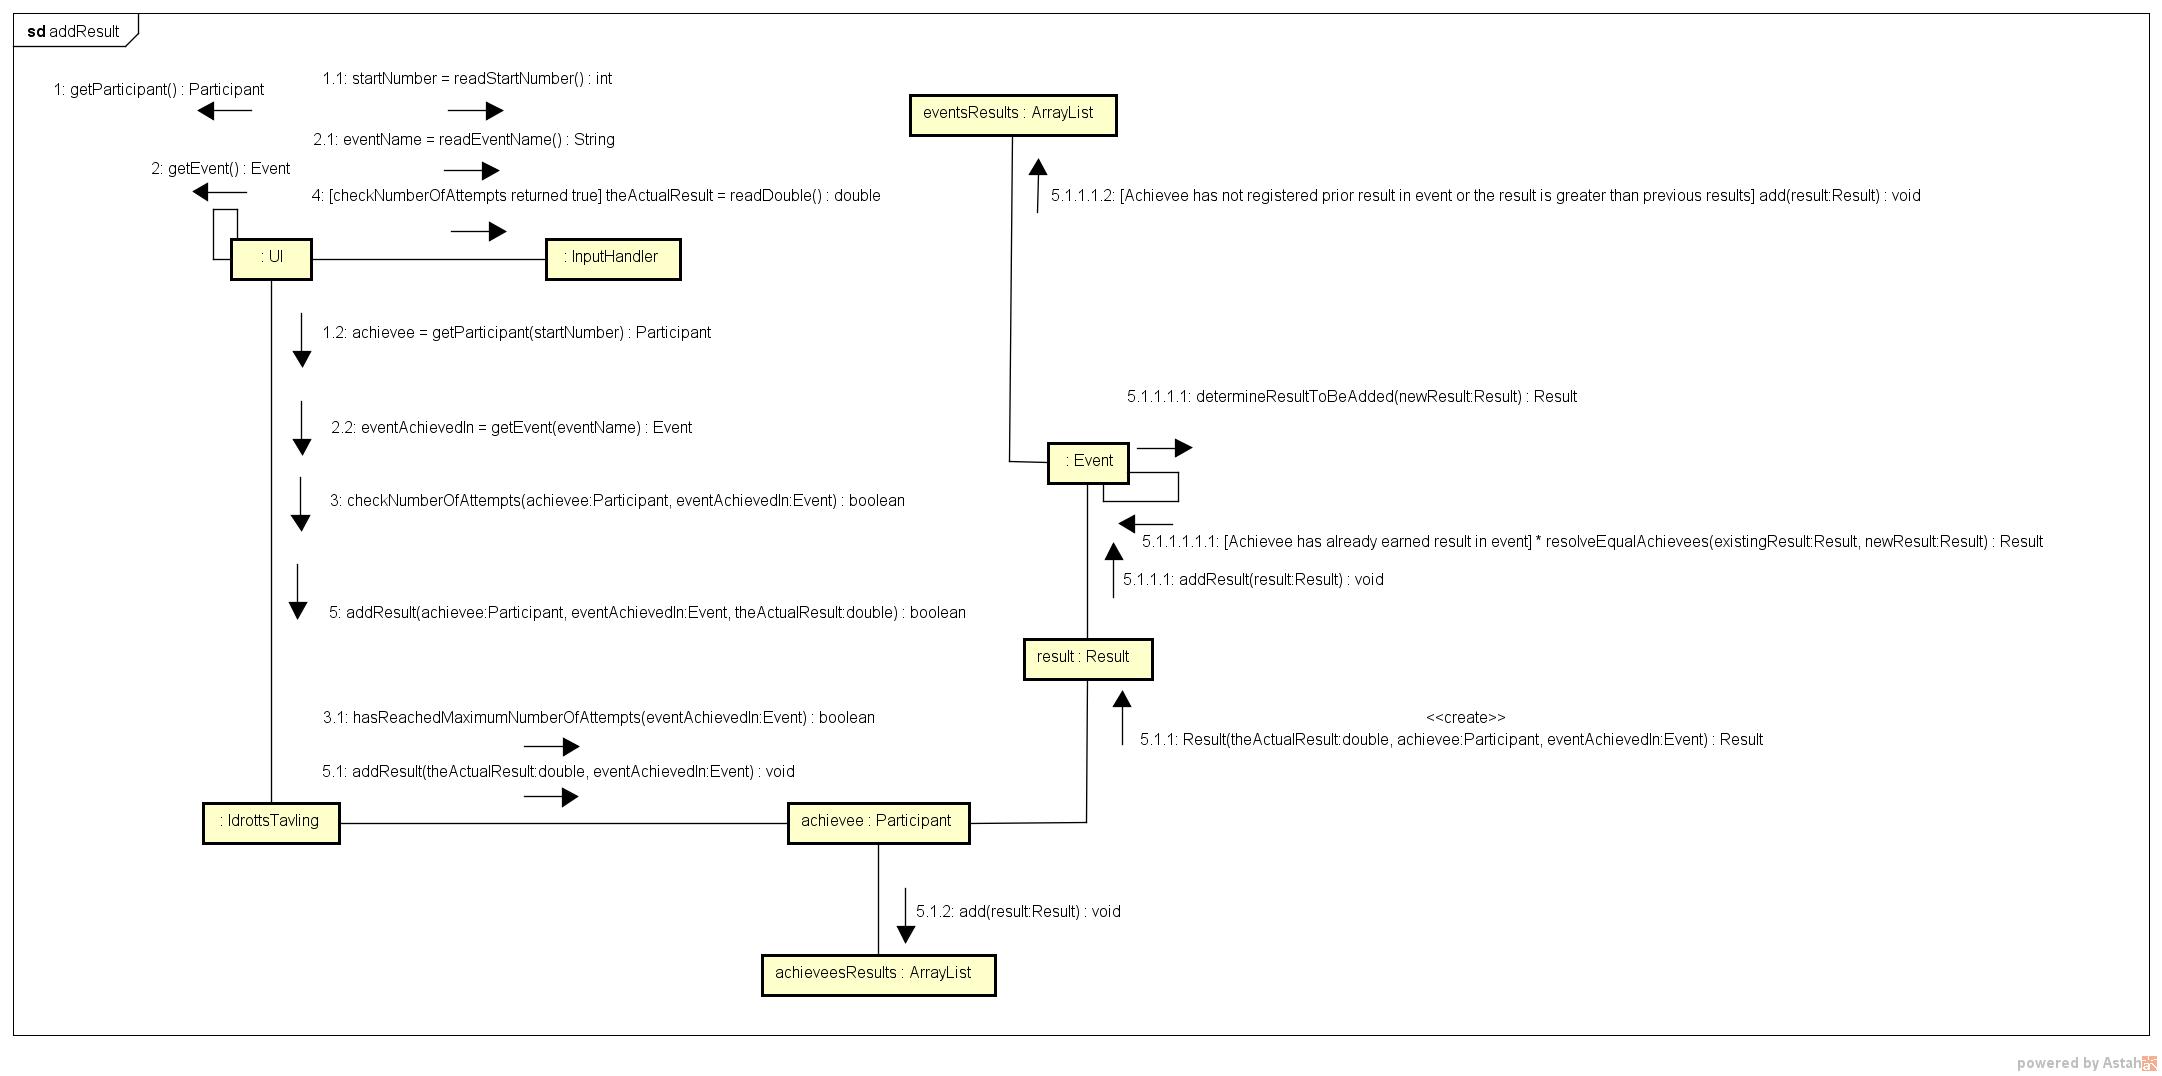 sd addResult
1: getParticipant() : Participant
1.1: startNumber = readStartNumber() : int
2.1: eventName = readEventName() : String
2: getEvent() : Event
4: [checkNumberOfAttempts returned true] theActualResult = readDouble() : double
: UI
: InputHandler
eventsResults : ArrayList
5.1.1.1.2: [Achievee has not registered prior result in event or the result is greater than previous results] add(result:Result) : void
1.2: achievee = getParticipant(startNumber) : Participant
2.2: eventAchievedIn = getEvent(eventName) : Event
3: checkNumberOfAttempts(achievee:Participant, eventAchievedIn:Event) : boolean
5: addResult(achievee:Participant, eventAchievedIn:Event, theActualResult:double) : boolean
5.1.1.1.1: determineResultToBeAdded(newResult:Result) : Result
: Event
5.1.1.1.1.1: [Achievee has already earned result in event] * resolveEqualAchievees(existingResult:Result, newResult:Result) : Result
5.1.1.1: addResult(result:Result) : void
result : Result
<<create>>
5.1.1: Result(theActualResult:double, achievee:Participant, eventAchievedIn:Event) : Result
3.1: hasReachedMaximumNumberOfAttempts(eventAchievedIn:Event) : boolean
5.1: addResult(theActualResult:double, eventAchievedIn:Event) : void
: IdrottsTavling
achievee : Participant
5.1.2: add(result:Result) : void
achieveesResults : ArrayList
powered by Astah